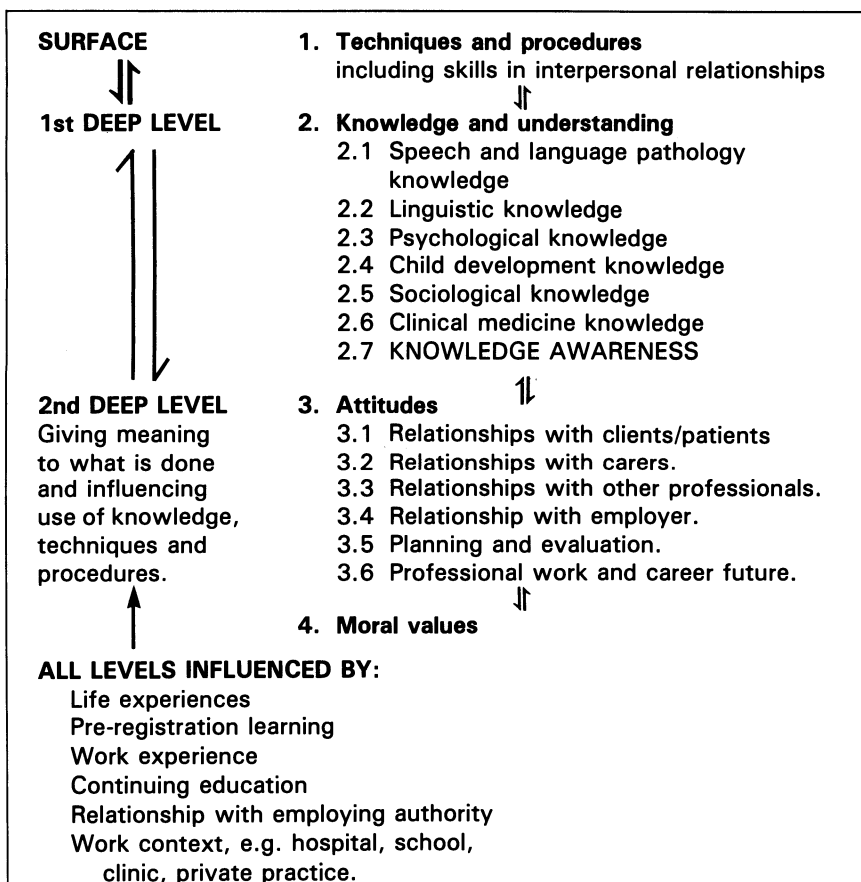 SURFACE
1st DEEP LEVEL
2nd DEEP LEVEL
Giving meaning
to what is done
and influencing
use of knowledge,
techniques and
procedures.
1. Techniques and procedures
including skills in interpersonal relationships
2. Knowledge and understanding
2.1 Speech and language pathology
knowledge
2.2 Linguistic knowledge
2.3 Psychological knowledge
2.4 Child development knowledge
2.5 Sociological knowledge
2.6 Clinical medicine knowledge
2.7 KNOWLEDGE AWARENESS
3. Attitudes
3.1 Relationships with clients/patients
3.2 Relationships with carers.
3.3 Relationships with other professionals.
3.4 Relationship with employer.
3.5 Planning and evaluation.
3.6 Professional work and career future.
4. Moral values
ALL LEVELS INFLUENCED BY:
Life experiences
Pre-registration learning
Work experience
Continuing education
Relationship with employing authority
Work context, e.g. hospital, school,
clinic, private practice.